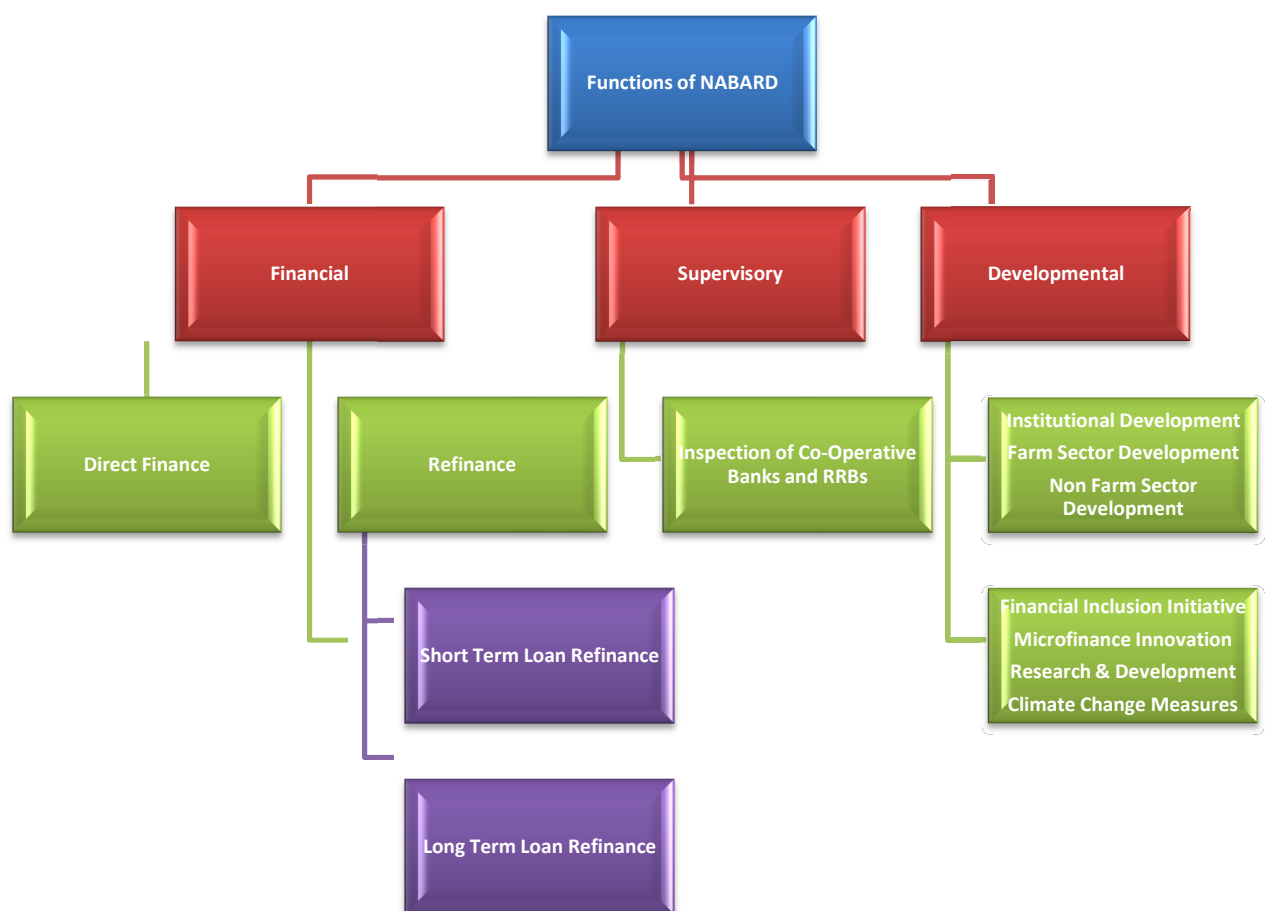 Functions of NABARD
Financial
Supervisory
Developmental
Direct Finance
Refinance
Inspection of Co-Operative
Banks and RRBs
Institutional Development
Farm Sector Development
Non Farm Sector
Development
Short Term Loan Refinance
Financial Inclusion Initiative
Microfinance Innovation
Research & Development
Climate Change Measures
Long Term Loan Refinance